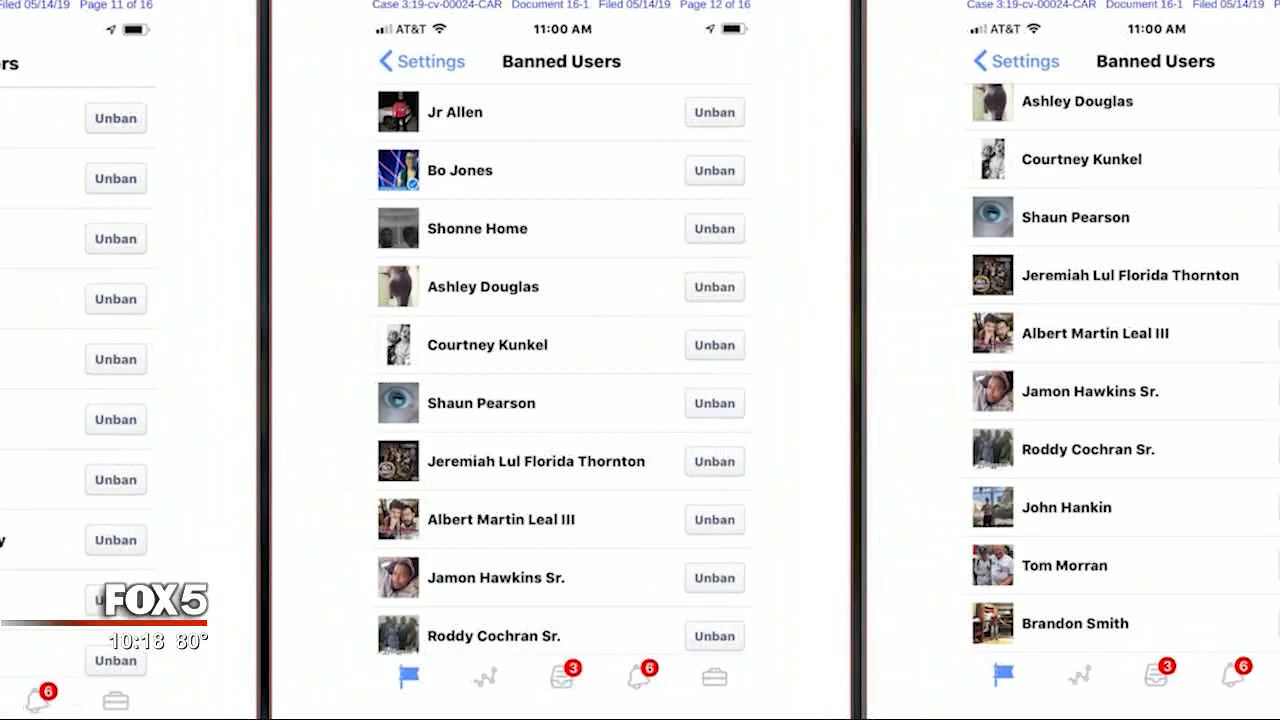 Filed 05/14/19 Page 11 of 16
rs
Unban
Unban
Unban
Unban
Unban
Unban
Unban
y Unban
Unban
6
Case 3:19-cv-00024-CAR Document 16-1 Filed 05/14/19 Page 12 of 16
AT&T 11:00 AM
Settings Banned Users
Jr Allen Unban
Bo Jones Unban
Shonne Home Unban
Ashley Douglas Unban
Courtney Kunkel Unban
Shaun Pearson Unban
Jeremiah Lul Florida Thornton Unban
Albert Martin Leal III Unban
Jamon Hawkins Sr. Unban
Roddy Cochran Sr. Unban
3 6
Case 3:19-cv-00024-CAR Document 16-1 Filed 05/14/19
AT&T 11:00 AM
Settings Banned Users
Ashley Douglas
Courtney Kunkel
Shaun Pearson
Jeremiah Lul Florida Thornton
Albert Martin Leal III
Jamon Hawkins Sr.
Roddy Cochran Sr.
John Hankin
Tom Morran
Brandon Smith
3 6
FOX 5
10:18 80°